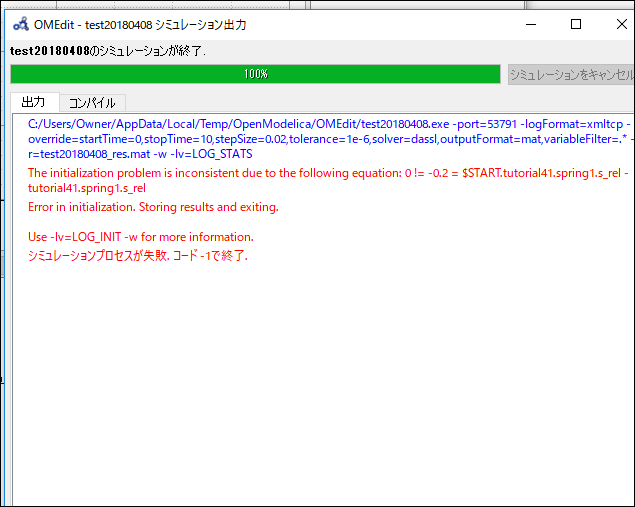 OMEdit - test20180408 シミュレーション出力
test20180408のシミュレーションが終了.
100%
シミュレーションをキャンセル
出力 コンパイル
C:/Users/Owner/AppData/Local/Temp/OpenModelica/OMEdit/test20180408.exe -port=53791 -logFormat=xmltcp -
override=startTime=0,stopTime=10,stepSize=0.02,tolerance=1e-6,solver=dassl,outputFormat=mat,variableFilter=.* -
r=test20180408_res.mat -w -lv=LOG_STATS
The initialization problem is inconsistent due to the following equation: 0 != -0.2 = $START.tutorial41.spring1.s_rel -
tutorial41.spring1.s_rel
Error in initialization. Storing results and exiting.
Use -lv=LOG_INIT -w for more information.
シミュレーションプロセスが失敗. コード -1で終了.